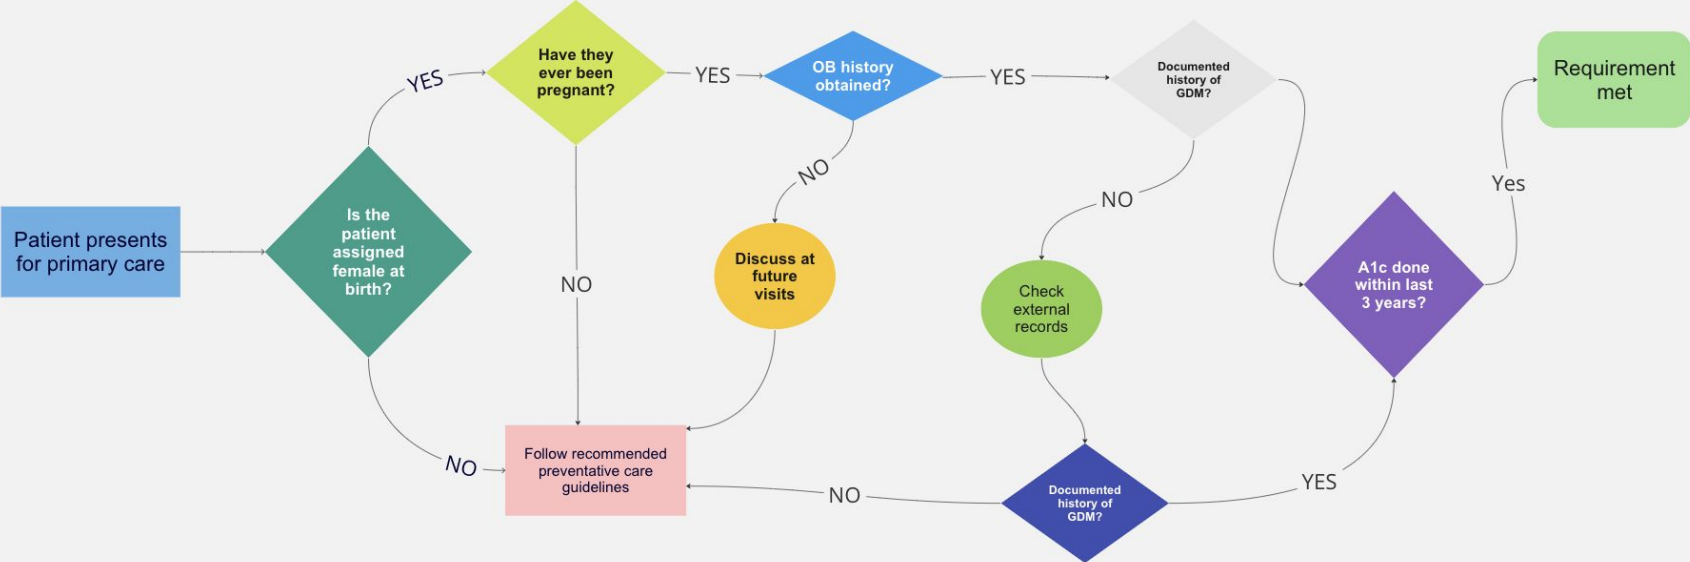 Patient presents
for primary care
Is the
patient
assigned
female at
birth?
YES
NO
Have they
ever been
pregnant?
YES
NO
OB history
obtained?
YES
NO
Discuss at
future
visits
Follow recommended
preventative care
guidelines
Documented
history of
GDM?
NO
Check
external
records
Documented
history of
GDM?
NO
YES
A1c done
within last
3 years?
Yes
Requirement
met